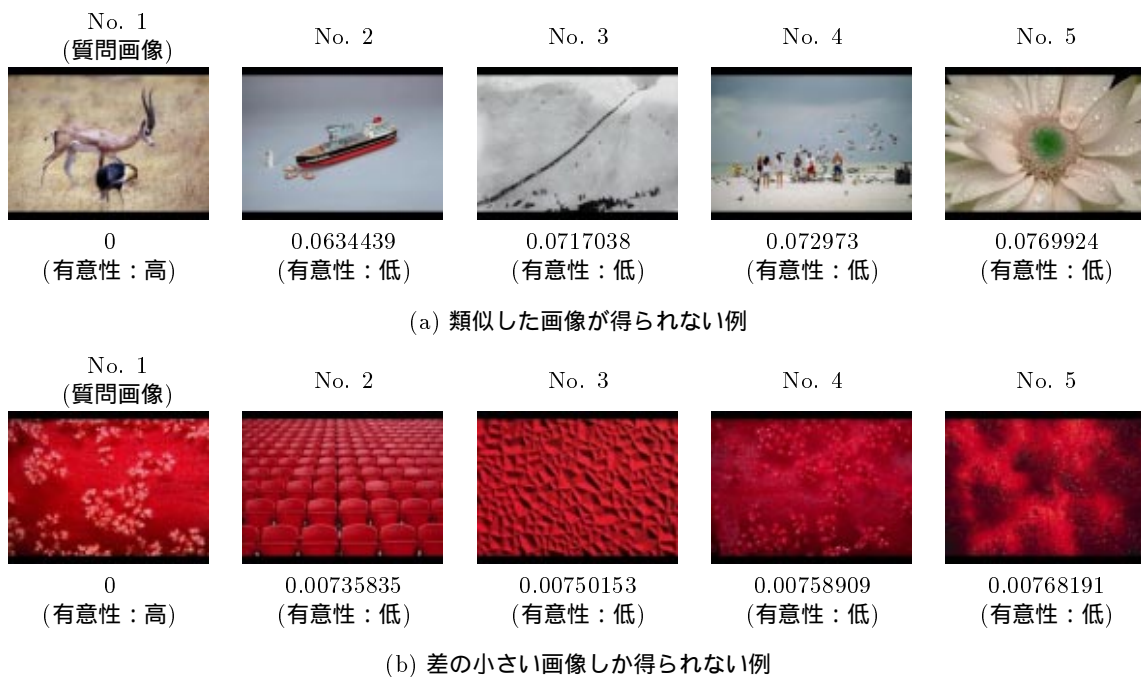 No. 1
(質問画像)
No. 2
No. 3
No. 4
No. 5
0
(有意性：高)
0.0634439
(有意性：低)
0.0717038
(有意性：低)
0.072973
(有意性：低)
0.0769924
(有意性：低)
(a) 類似した画像が得られない例
No. 1
(質問画像)
No. 2
No. 3
No. 4
No. 5
0
(有意性：高)
0.00735835
(有意性：低)
0.00750153
(有意性：低)
0.00758909
(有意性：低)
0.00768191
(有意性：低)
(b) 差の小さい画像しか得られない例